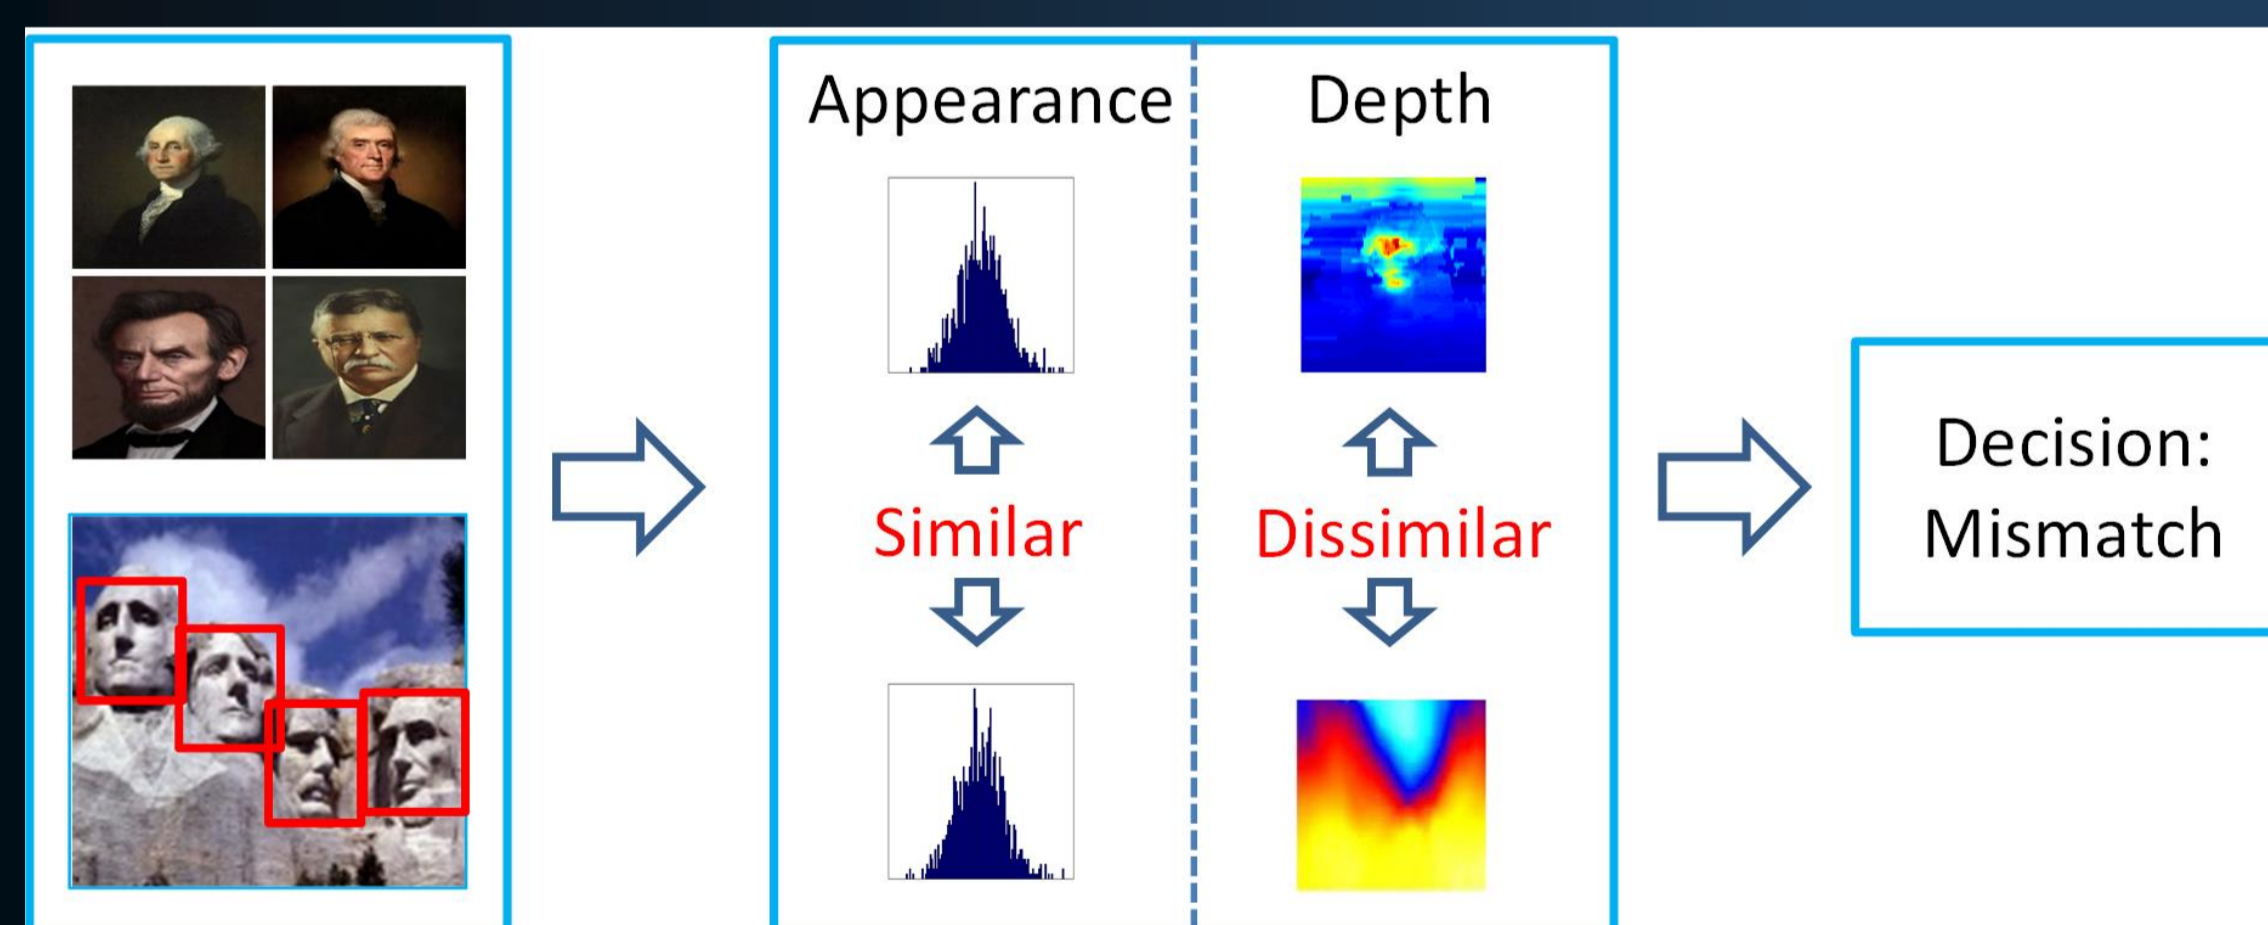 Appearance
Depth
Similar
Dissimilar
Decision:
Mismatch